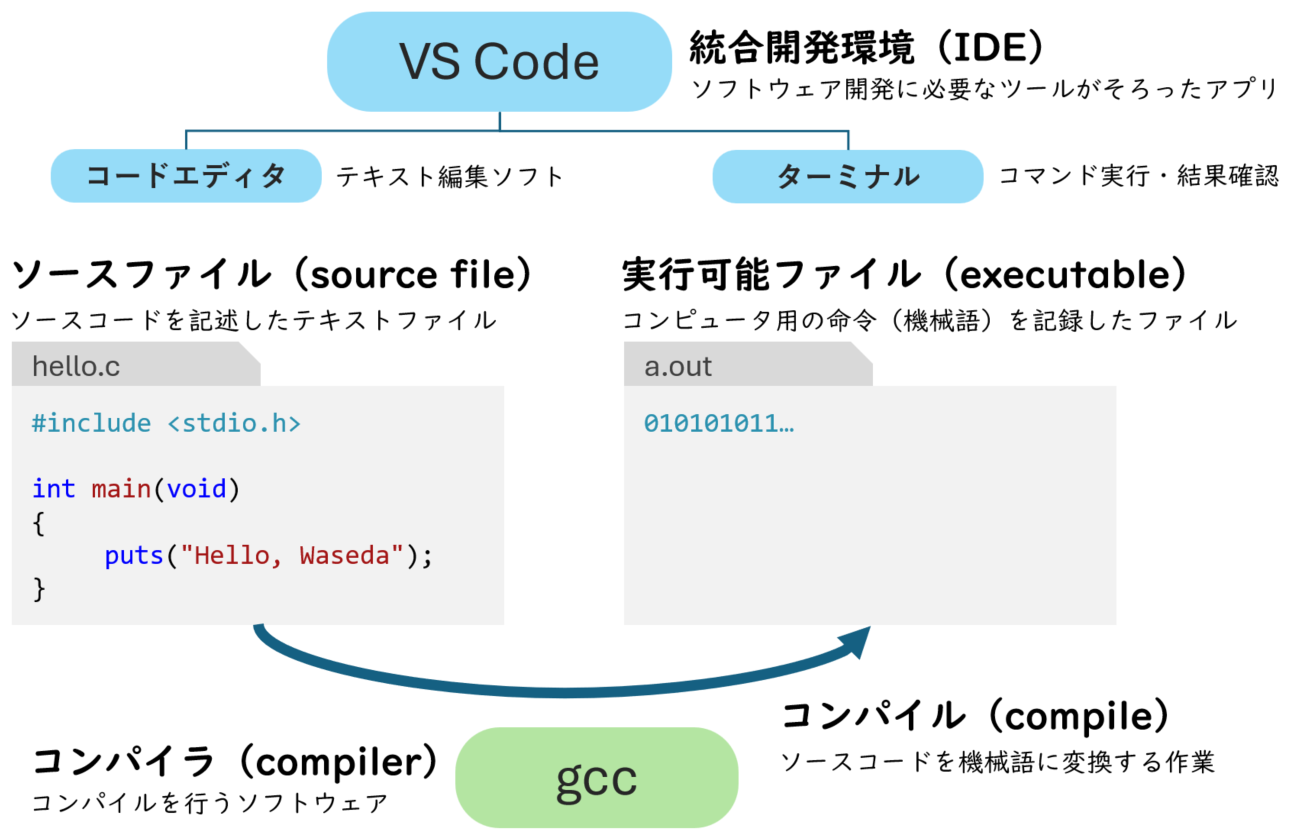 VS Code
統合開発環境（IDE）
ソフトウェア開発に必要なツールがそろったアプリ
コードエディタ
テキスト編集ソフト
ターミナル
コマンド実行・結果確認
ソースファイル（source file）
ソースコードを記述したテキストファイル
hello.c
#include <stdio.h>
int main(void)
{
puts("Hello, Waseda");
}
実行可能ファイル（executable）
コンピュータ用の命令（機械語）を記録したファイル
a.out
010101011…
コンパイラ（compiler）
コンパイルを行うソフトウェア
gcc
コンパイル（compile）
ソースコードを機械語に変換する作業